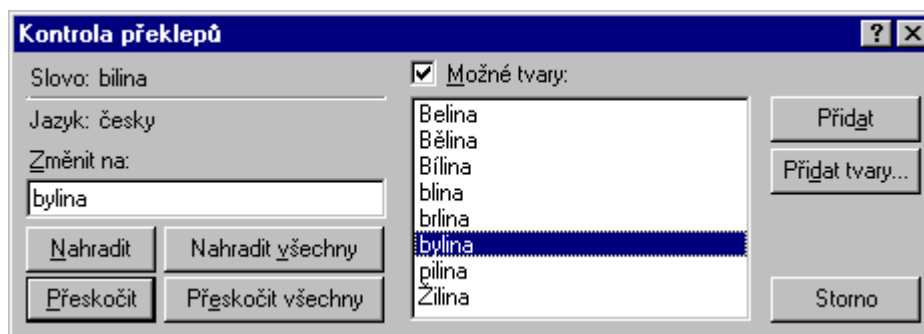 Kontrola překlepů
Slovo: bilina
Jazyk: česky
Změnit na:
bylina
Nahradit
Nahradit všechny
Přeskočit
Přeskočit všechny
Možné tvary:
Belina
Bělina
Bílina
blina
brlina
bylina
pilina
Žilina
Přidat
Přidat tvary...
Storno